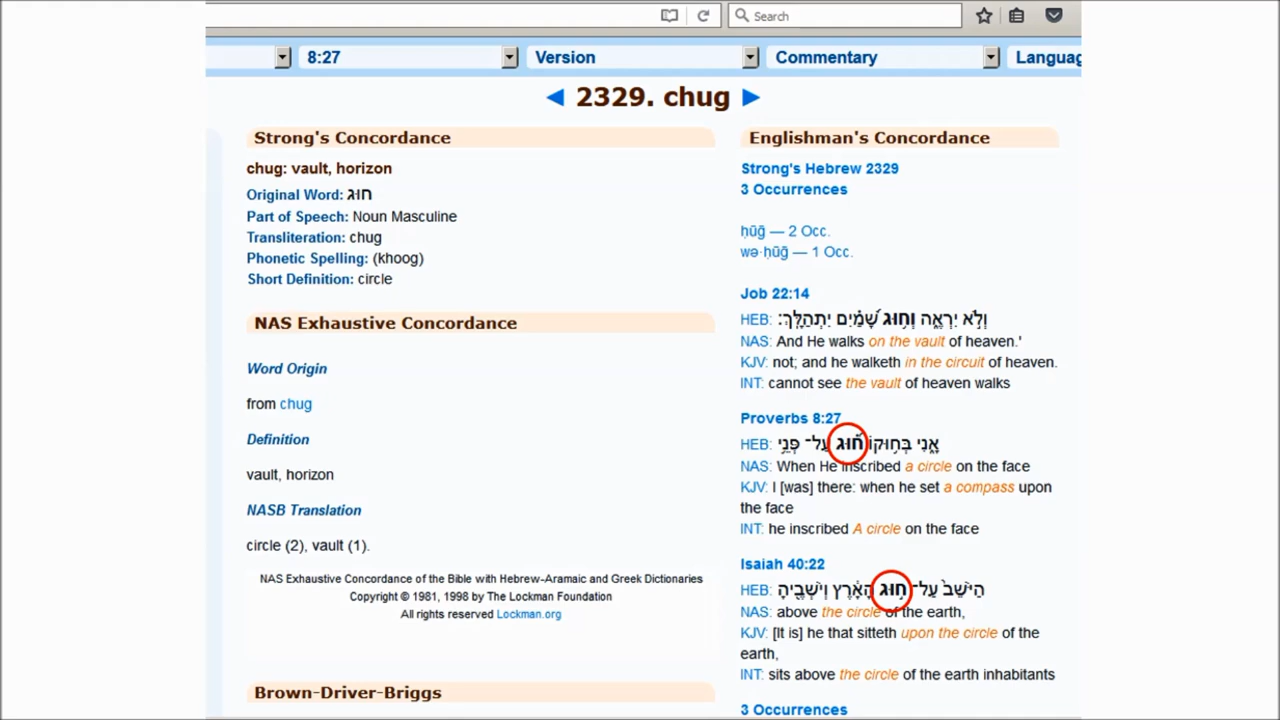 Search
8:27
Version
Commentary
Languag
2329. chug
Strong's Concordance
chug: vault, horizon
Original Word: חוּג
Part of Speech: Noun Masculine
Transliteration: chug
Phonetic Spelling: (khoog)
Short Definition: circle
NAS Exhaustive Concordance
Word Origin
from chug
Definition
vault, horizon
NASB Translation
circle (2), vault (1).
NAS Exhaustive Concordance of the Bible with Hebrew-Aramaic and Greek Dictionaries
Copyright © 1981, 1998 by The Lockman Foundation
All rights reserved Lockman.org
Brown-Driver-Briggs
Englishman's Concordance
Strong's Hebrew 2329
3 Occurrences
ḥūḡ — 2 Occ.
wə·ḥūḡ — 1 Occ.
Job 22:14
HEB: וְלֹ֣א יִרְאֶ֑ה וְח֥וּג שָׁ֝מַ֗יִם יִתְהַלָּֽךְ׃
NAS: And He walks on the vault of heaven.'
KJV: not; and he walketh in the circuit of heaven.
INT: cannot see the vault of heaven walks
Proverbs 8:27
HEB: אָ֑נִי בְּח֥וּקוֹ ח֝֗וּג עַל־ פְּנֵ֥י
NAS: When He inscribed a circle on the face
KJV: I [was] there: when he set a compass upon
the face
INT: he inscribed A circle on the face
Isaiah 40:22
HEB: הַיֹּשֵׁב֙ עַל־ ח֣וּג הָאָ֔רֶץ וְיֹשְׁבֶ֖יהָ
NAS: above the circle of the earth,
KJV: [It is] he that sitteth upon the circle of the
earth,
INT: sits above the circle of the earth inhabitants
3 Occurrences